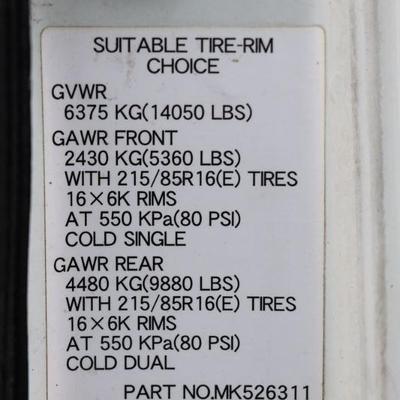 SUITABLE TIRE-RIM
CHOICE
GVWR
6375 KG(14050 LBS)
GAWR FRONT
2430 KG(5360 LBS)
WITH 215/85R16(E) TIRES
16×6K RIMS
AT 550 KPa(80 PSI)
COLD SINGLE
GAWR REAR
4480 KG(9880 LBS)
WITH 215/85R16(E) TIRES
16×6K RIMS
AT 550 KPa(80 PSI)
COLD DUAL
PART NO.MK526311